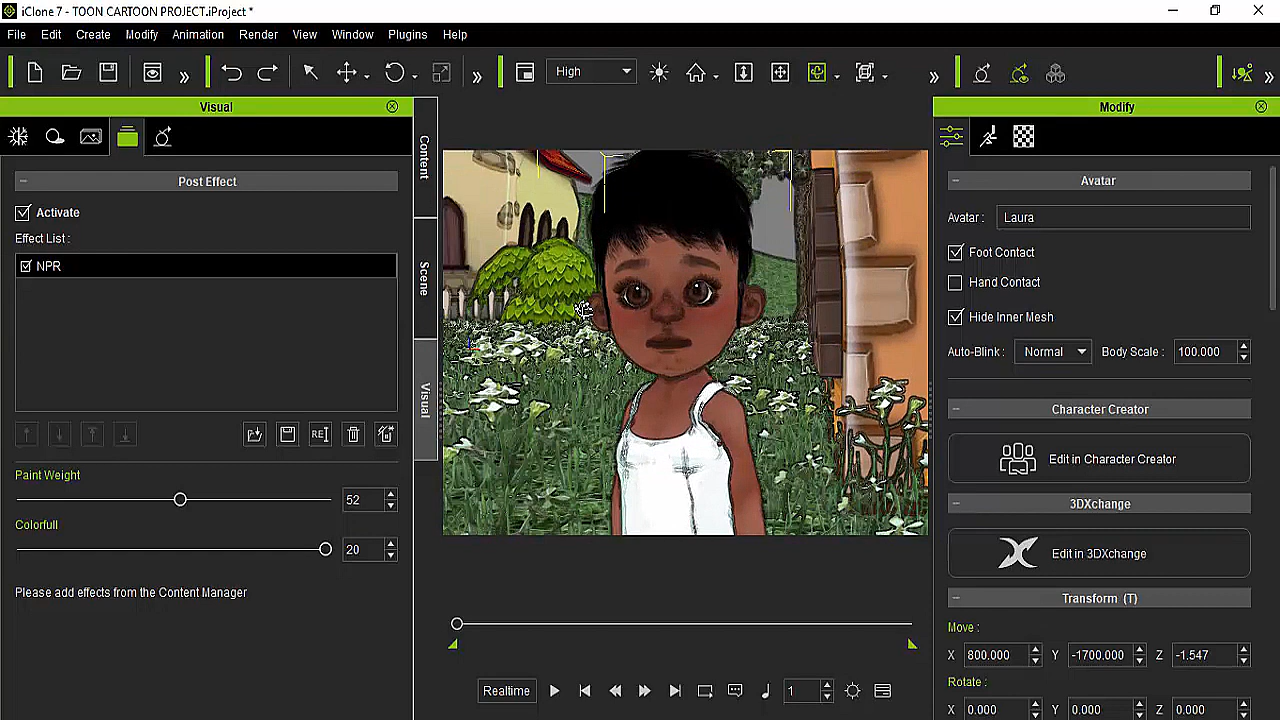 iClone 7 - TOON CARTOON PROJECT.iProject *
File Edit Create Modify Animation Render View Window Plugins Help
High
Visual
Modify
Content
Scene
Visual
Post Effect
Activate
Effect List :
NPR
REI
Paint Weight
52
Colorfull
20
Please add effects from the Content Manager
Realtime
1
Avatar
Avatar : Laura
Foot Contact
Hand Contact
Hide Inner Mesh
Auto-Blink : Normal Body Scale : 100.000
Character Creator
Edit in Character Creator
3DXchange
Edit in 3DXchange
Transform (T)
Move :
X 800.000 Y -1700.000 Z -1.547
Rotate :
X 0.000 Y 0.000 Z 0.000